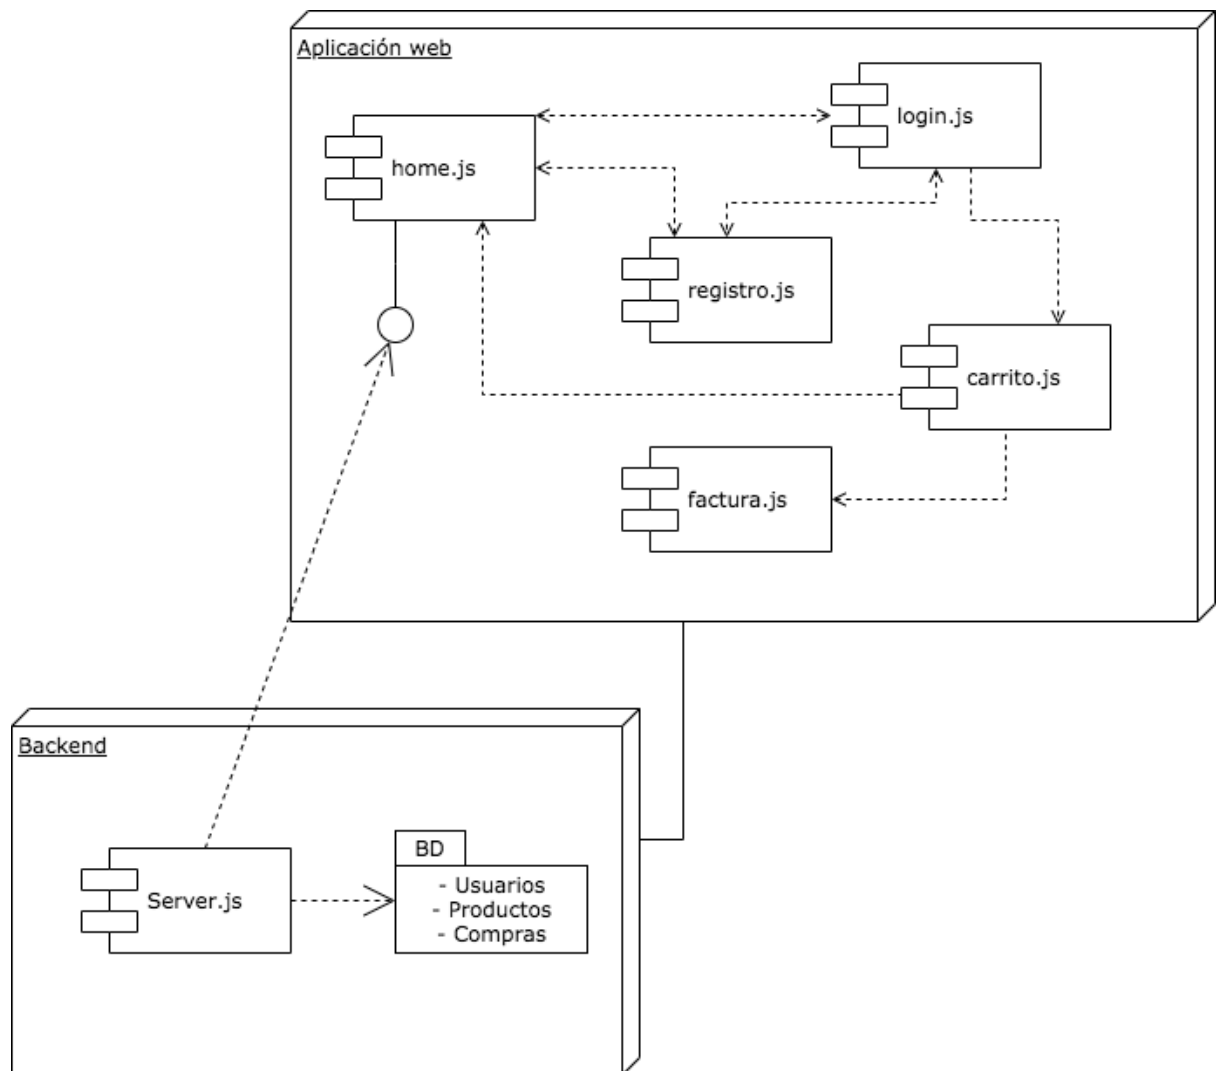 Aplicación web
login.js
home.js
registro.js
carrito.js
factura.js
Backend
BD
Server.js
- Usuarios
- Productos
- Compras